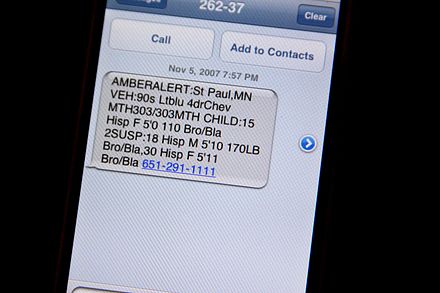 262-37
Clear
Call
Add to Contacts
Nov 5, 2007 7:57 PM
AMBERALERT:St Paul,MN
VEH:90s Ltblu 4drChev
MTH303/303MTH CHILD:15
Hisp F 5'0 110 Bro/Bla
2SUSP:18 Hisp M 5'10 170LB
Bro/Bla,30 Hisp F 5'11
Bro/Bla 651-291-1111